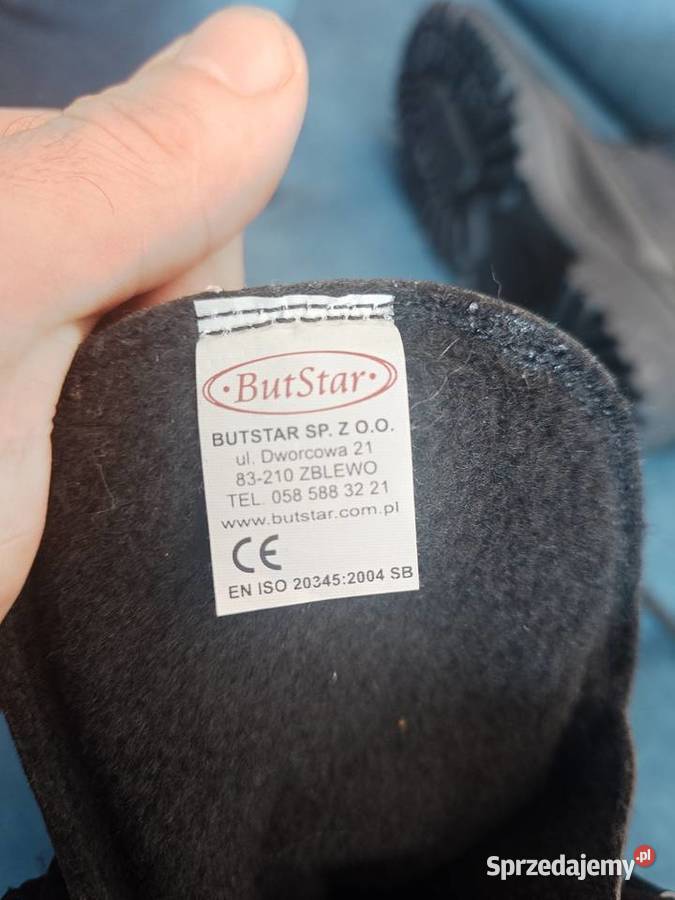 ButStar
BUTSTAR SP. Z O.O.
ul. Dworcowa 21
83-210 ZBLEWO
TEL. 058 588 32 21
www.butstar.com.pl
CE
EN ISO 20345:2004 SB
Sprzedajemy.pl